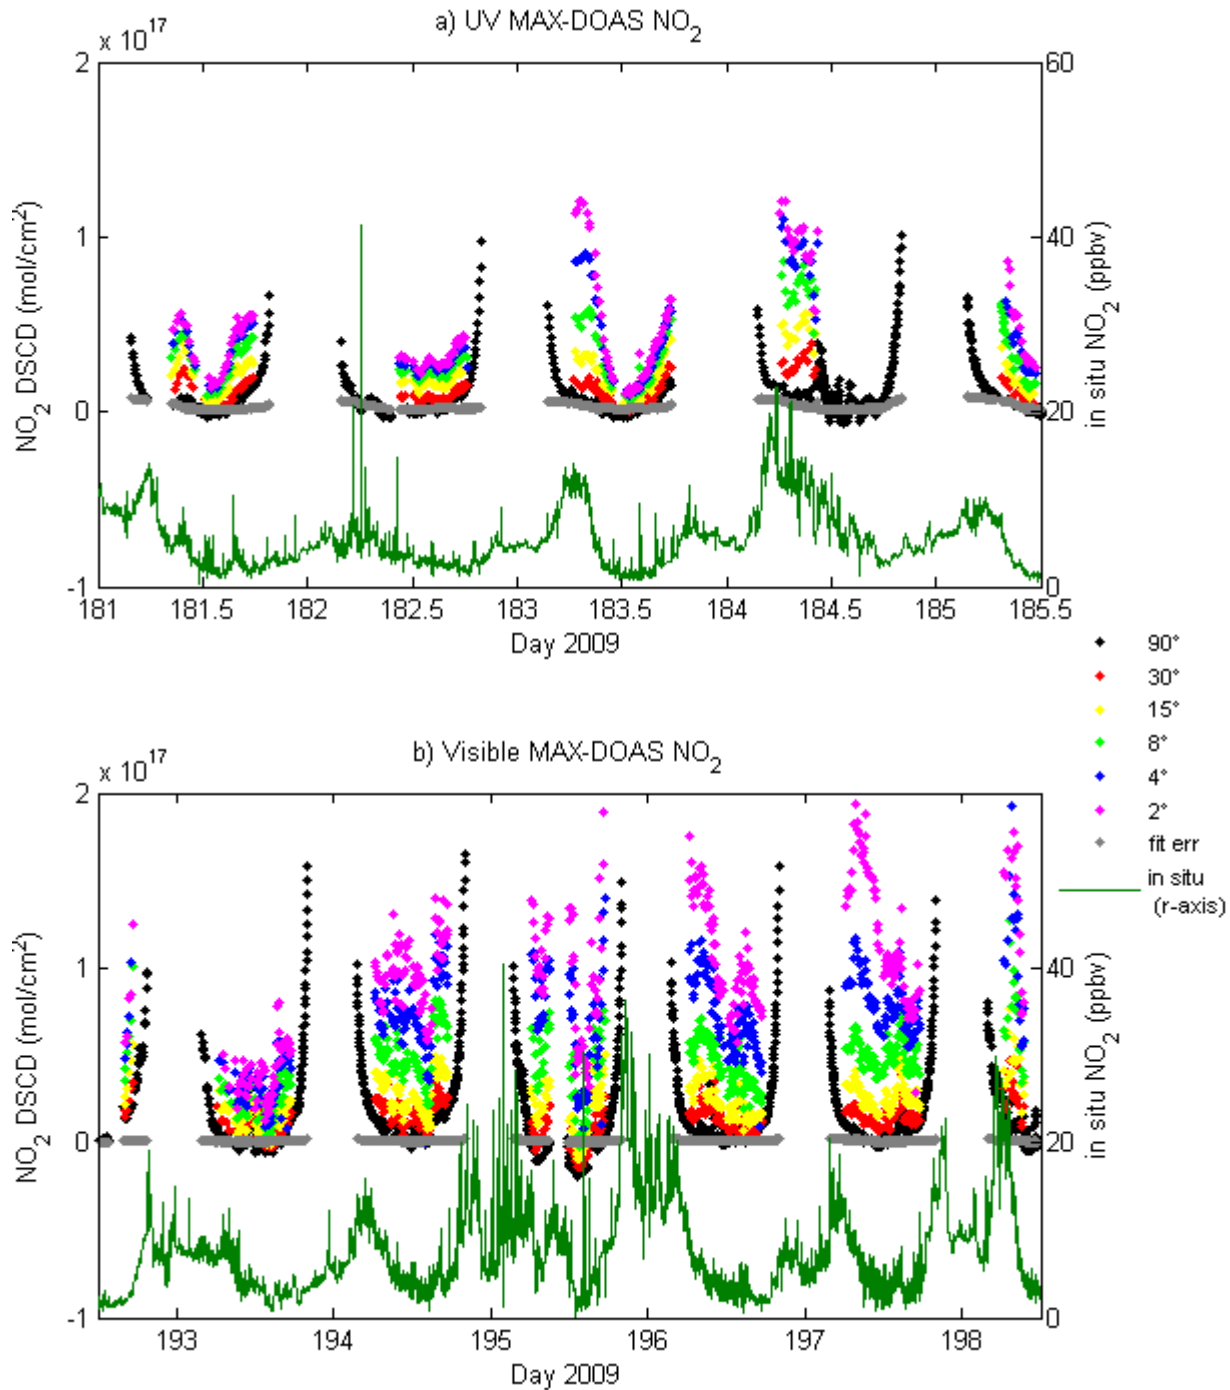 a) UV MAX-DOAS NO2
x 10^17
2
1
0
-1
NO2 DSCD (mol/cm2)
60
40
20
0
in situ NO2 (ppbv)
181 181.5 182 182.5 183 183.5 184 184.5 185 185.5
Day 2009
90°
30°
15°
8°
4°
2°
fit err
in situ
(r-axis)
b) Visible MAX-DOAS NO2
x 10^17
2
1
0
-1
NO2 DSCD (mol/cm2)
40
20
0
in situ NO2 (ppbv)
193 194 195 196 197 198
Day 2009